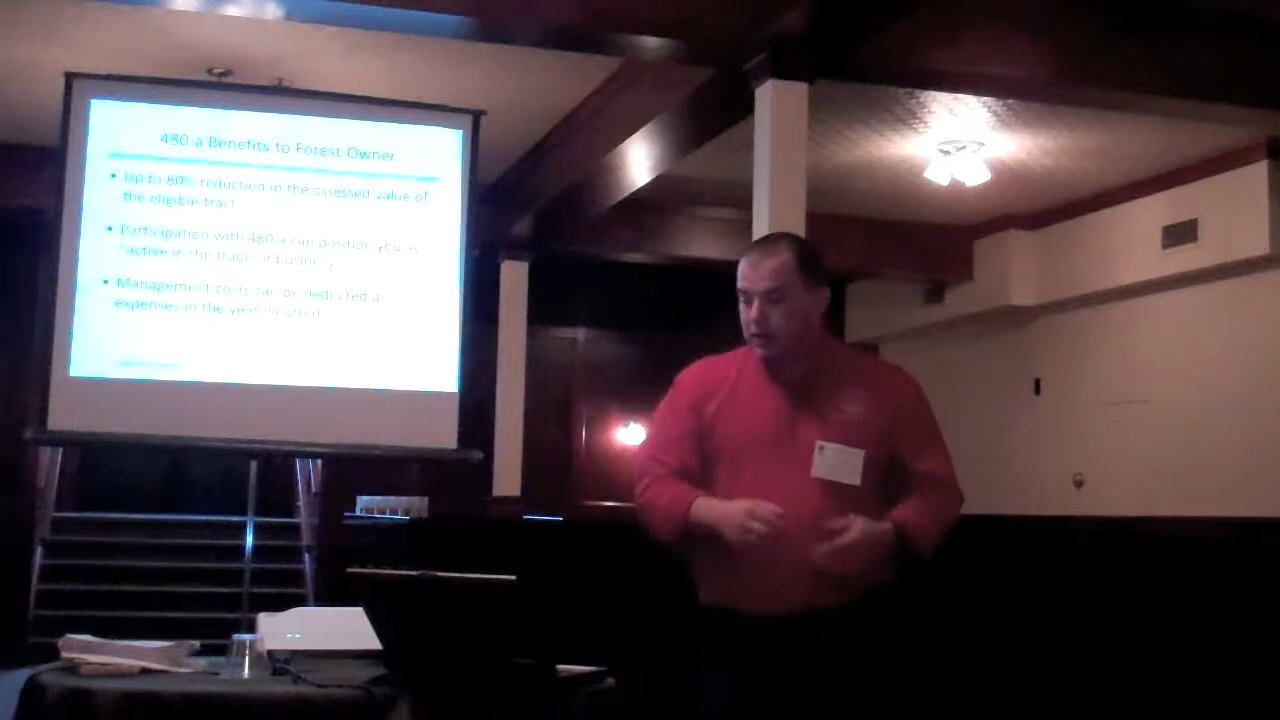 480 a Benefits to Forest Owner
• Up to 80% reduction in the assessed value of
the eligible tract
• Participation with 480-a can position you as
"active in the trade or business
• Management costs can be deducted as
expenses in the year incurred